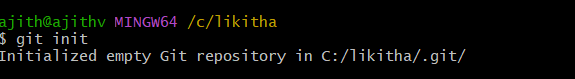 ajith@ajithv MINGW64 /c/likitha
$ git init
Initialized empty Git repository in C:/likitha/.git/